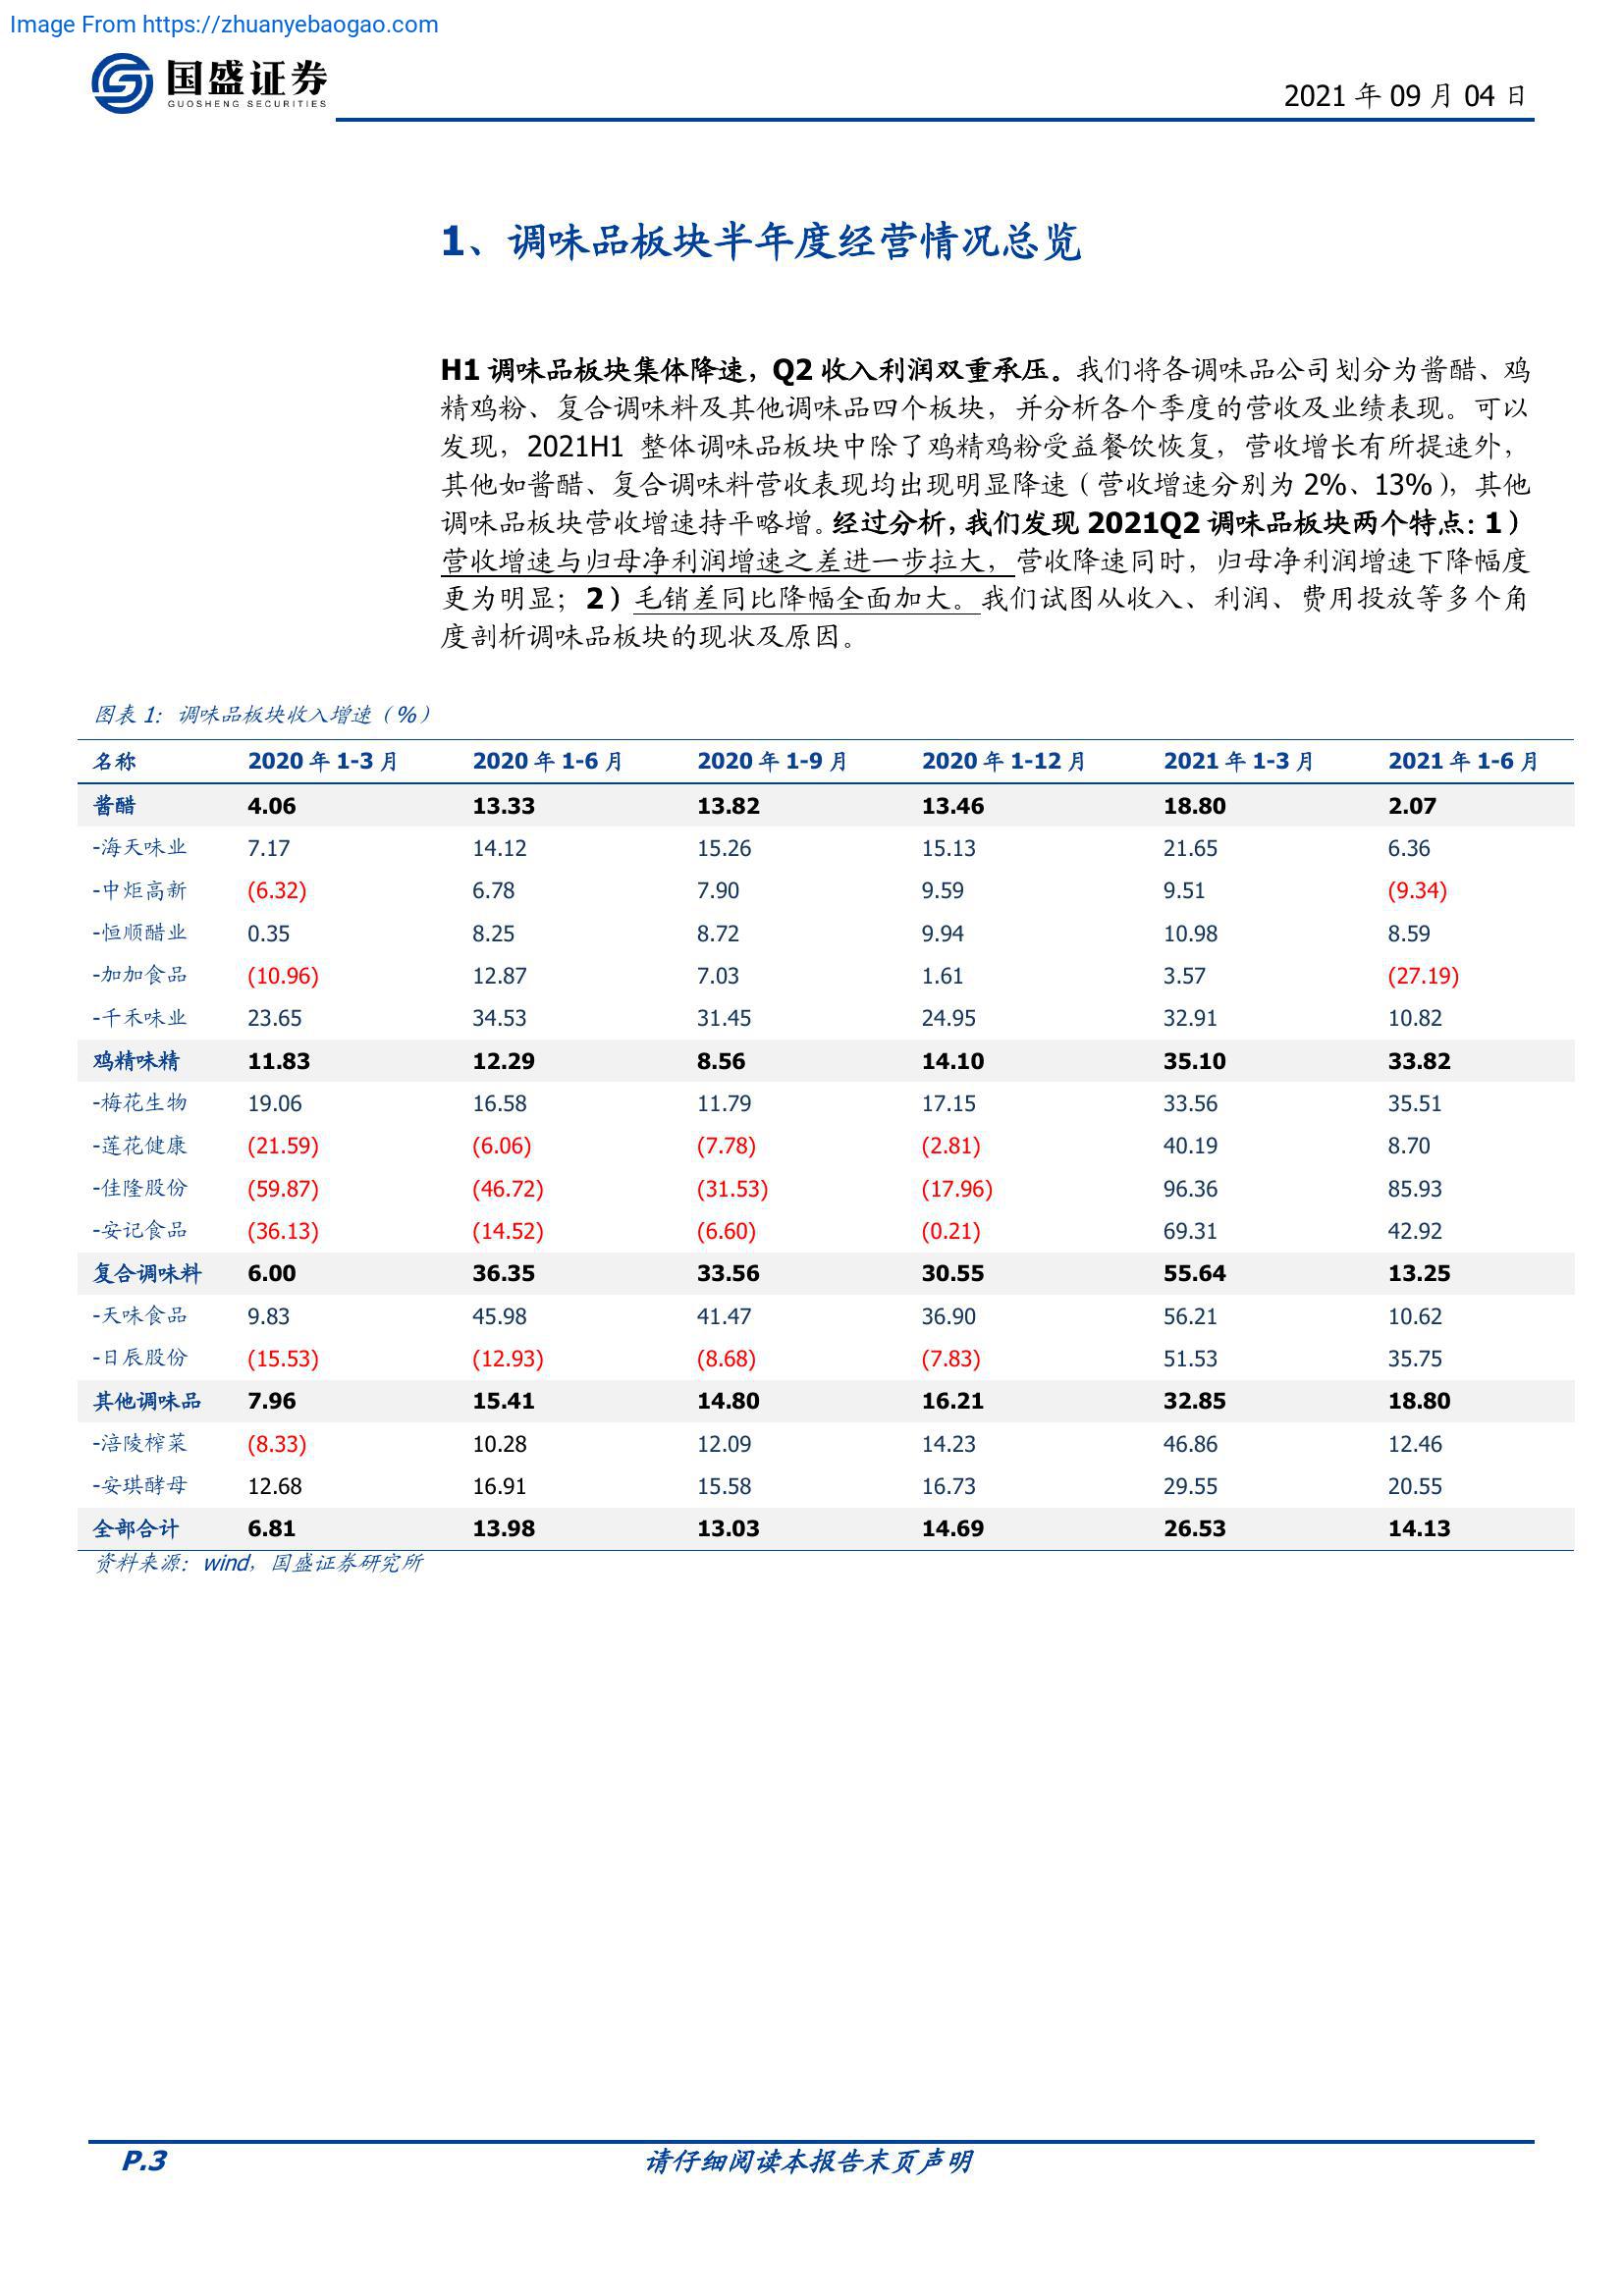 Image From https://zhuanyebaogao.com
国盛证券
GUOSHENG SECURITIES
2021 年 09 月 04 日
1、调味品板块半年度经营情况总览
H1 调味品板块集体降速，Q2 收入利润双重承压。我们将各调味品公司划分为酱醋、鸡
精鸡粉、复合调味料及其他调味品四个板块，并分析各个季度的营收及业绩表现。可以
发现，2021H1 整体调味品板块中除了鸡精鸡粉受益餐饮恢复，营收增长有所提速外，
其他如酱醋、复合调味料营收表现均出现明显降速（营收增速分别为 2%、13%），其他
调味品板块营收增速持平略增。经过分析，我们发现 2021Q2 调味品板块两个特点：1）
营收增速与归母净利润增速之差进一步拉大，营收降速同时，归母净利润增速下降幅度
更为明显；2）毛销差同比降幅全面加大。我们试图从收入、利润、费用投放等多个角
度剖析调味品板块的现状及原因。
图表 1：调味品板块收入增速（%）
名称 2020 年 1-3 月 2020 年 1-6 月 2020 年 1-9 月 2020 年 1-12 月 2021 年 1-3 月 2021 年 1-6 月
酱醋 4.06 13.33 13.82 13.46 18.80 2.07
-海天味业 7.17 14.12 15.26 15.13 21.65 6.36
-中炬高新 (6.32) 6.78 7.90 9.59 9.51 (9.34)
-恒顺醋业 0.35 8.25 8.72 9.94 10.98 8.59
-加加食品 (10.96) 12.87 7.03 1.61 3.57 (27.19)
-千禾味业 23.65 34.53 31.45 24.95 32.91 10.82
鸡精味精 11.83 12.29 8.56 14.10 35.10 33.82
-梅花生物 19.06 16.58 11.79 17.15 33.56 35.51
-莲花健康 (21.59) (6.06) (7.78) (2.81) 40.19 8.70
-佳隆股份 (59.87) (46.72) (31.53) (17.96) 96.36 85.93
-安记食品 (36.13) (14.52) (6.60) (0.21) 69.31 42.92
复合调味料 6.00 36.35 33.56 30.55 55.64 13.25
-天味食品 9.83 45.98 41.47 36.90 56.21 10.62
-日辰股份 (15.53) (12.93) (8.68) (7.83) 51.53 35.75
其他调味品 7.96 15.41 14.80 16.21 32.85 18.80
-涪陵榨菜 (8.33) 10.28 12.09 14.23 46.86 12.46
-安琪酵母 12.68 16.91 15.58 16.73 29.55 20.55
全部合计 6.81 13.98 13.03 14.69 26.53 14.13
资料来源：wind，国盛证券研究所
P.3 请仔细阅读本报告末页声明